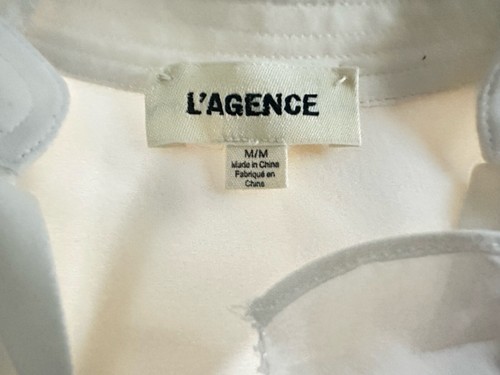 L'AGENCE
M/M
Made in China
Fabriqué en
China